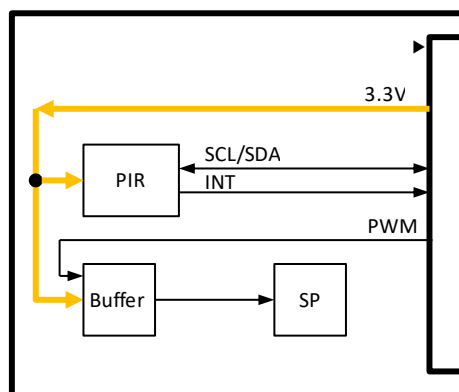 3.3V
SCL/SDA
PIR
INT
PWM
Buffer
SP